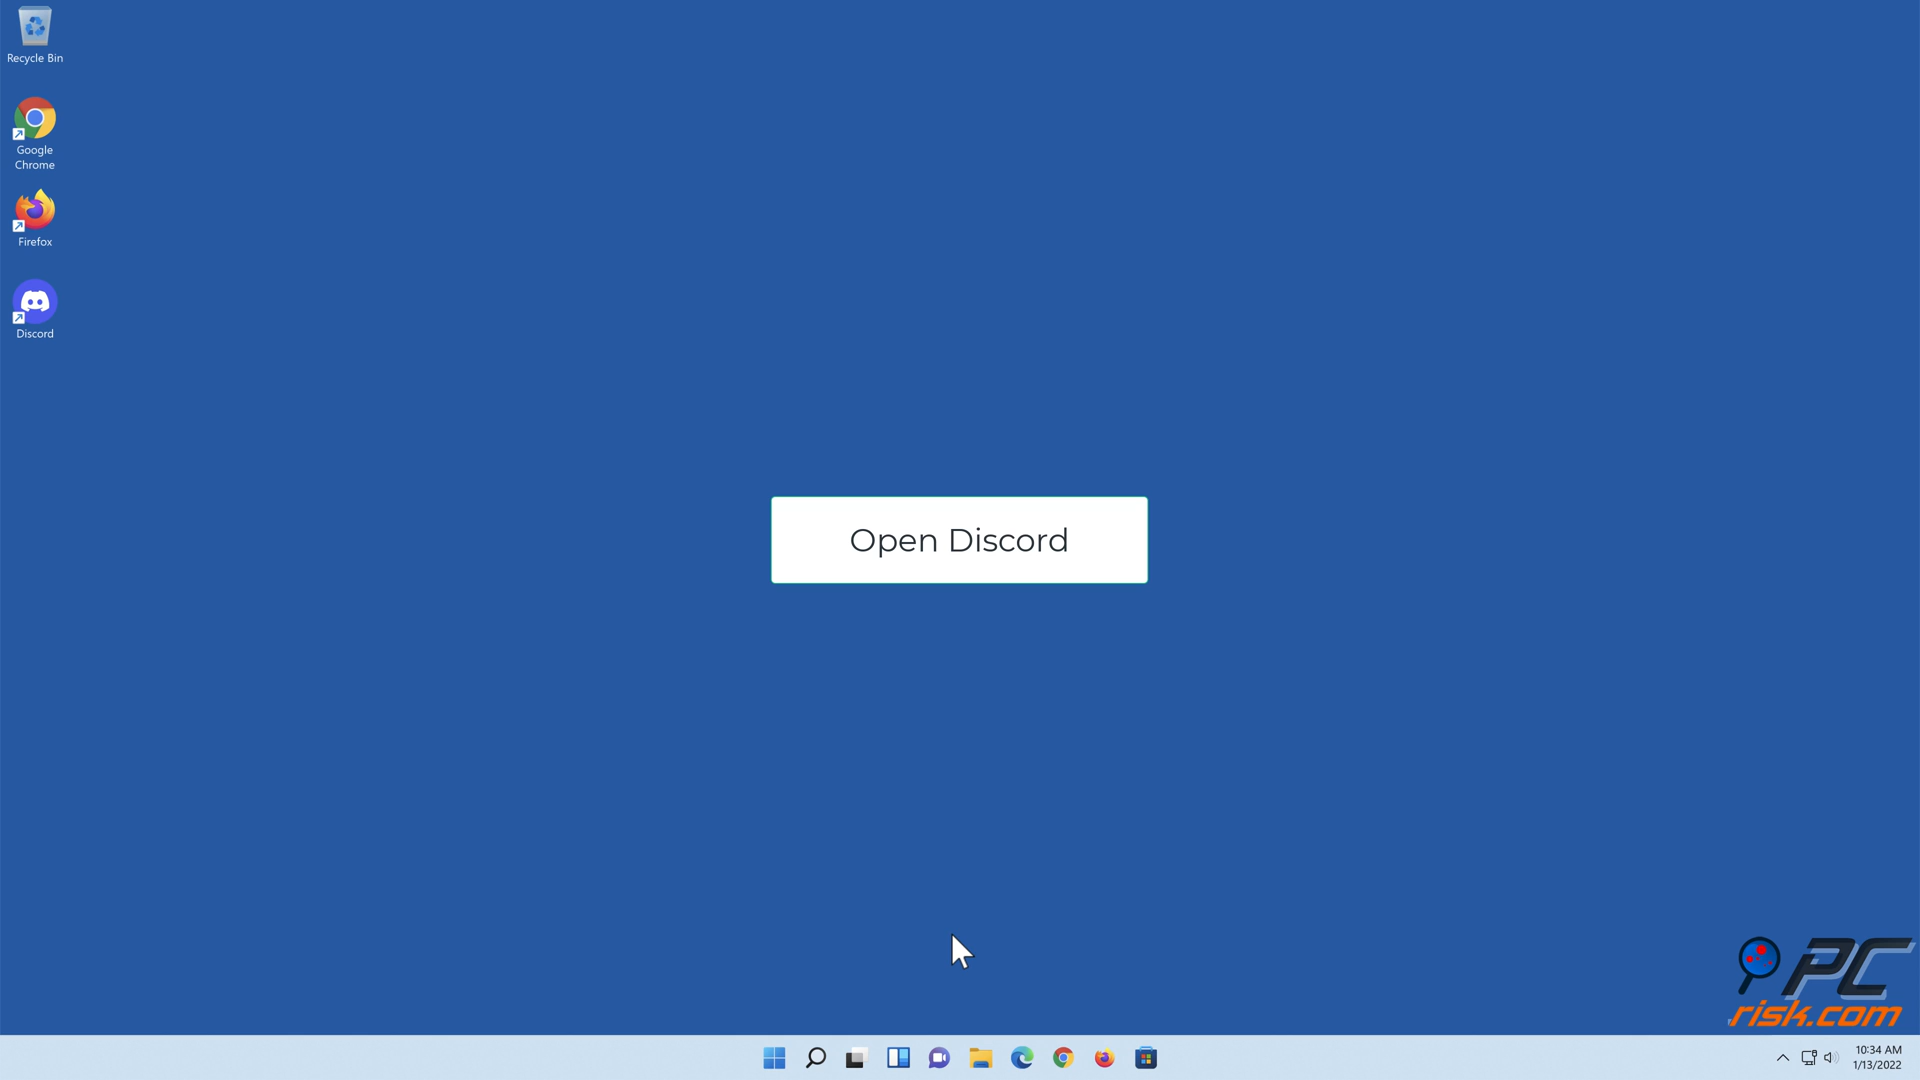 Recycle Bin
Google
Chrome
Firefox
Discord
Open Discord
PC
risk.com
10:34 AM
1/13/2022